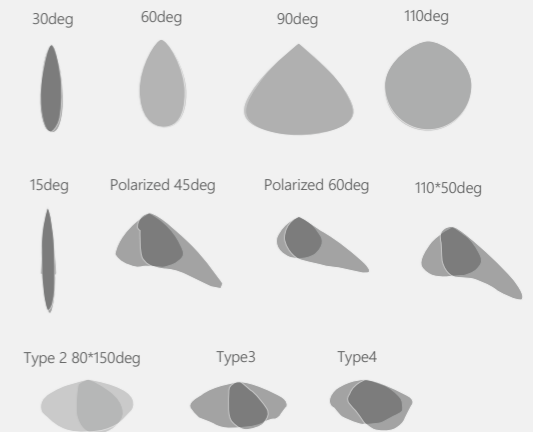 30deg
60deg
90deg
110deg
15deg
Polarized 45deg
Polarized 60deg
110*50deg
Type 2 80*150deg
Type3
Type4